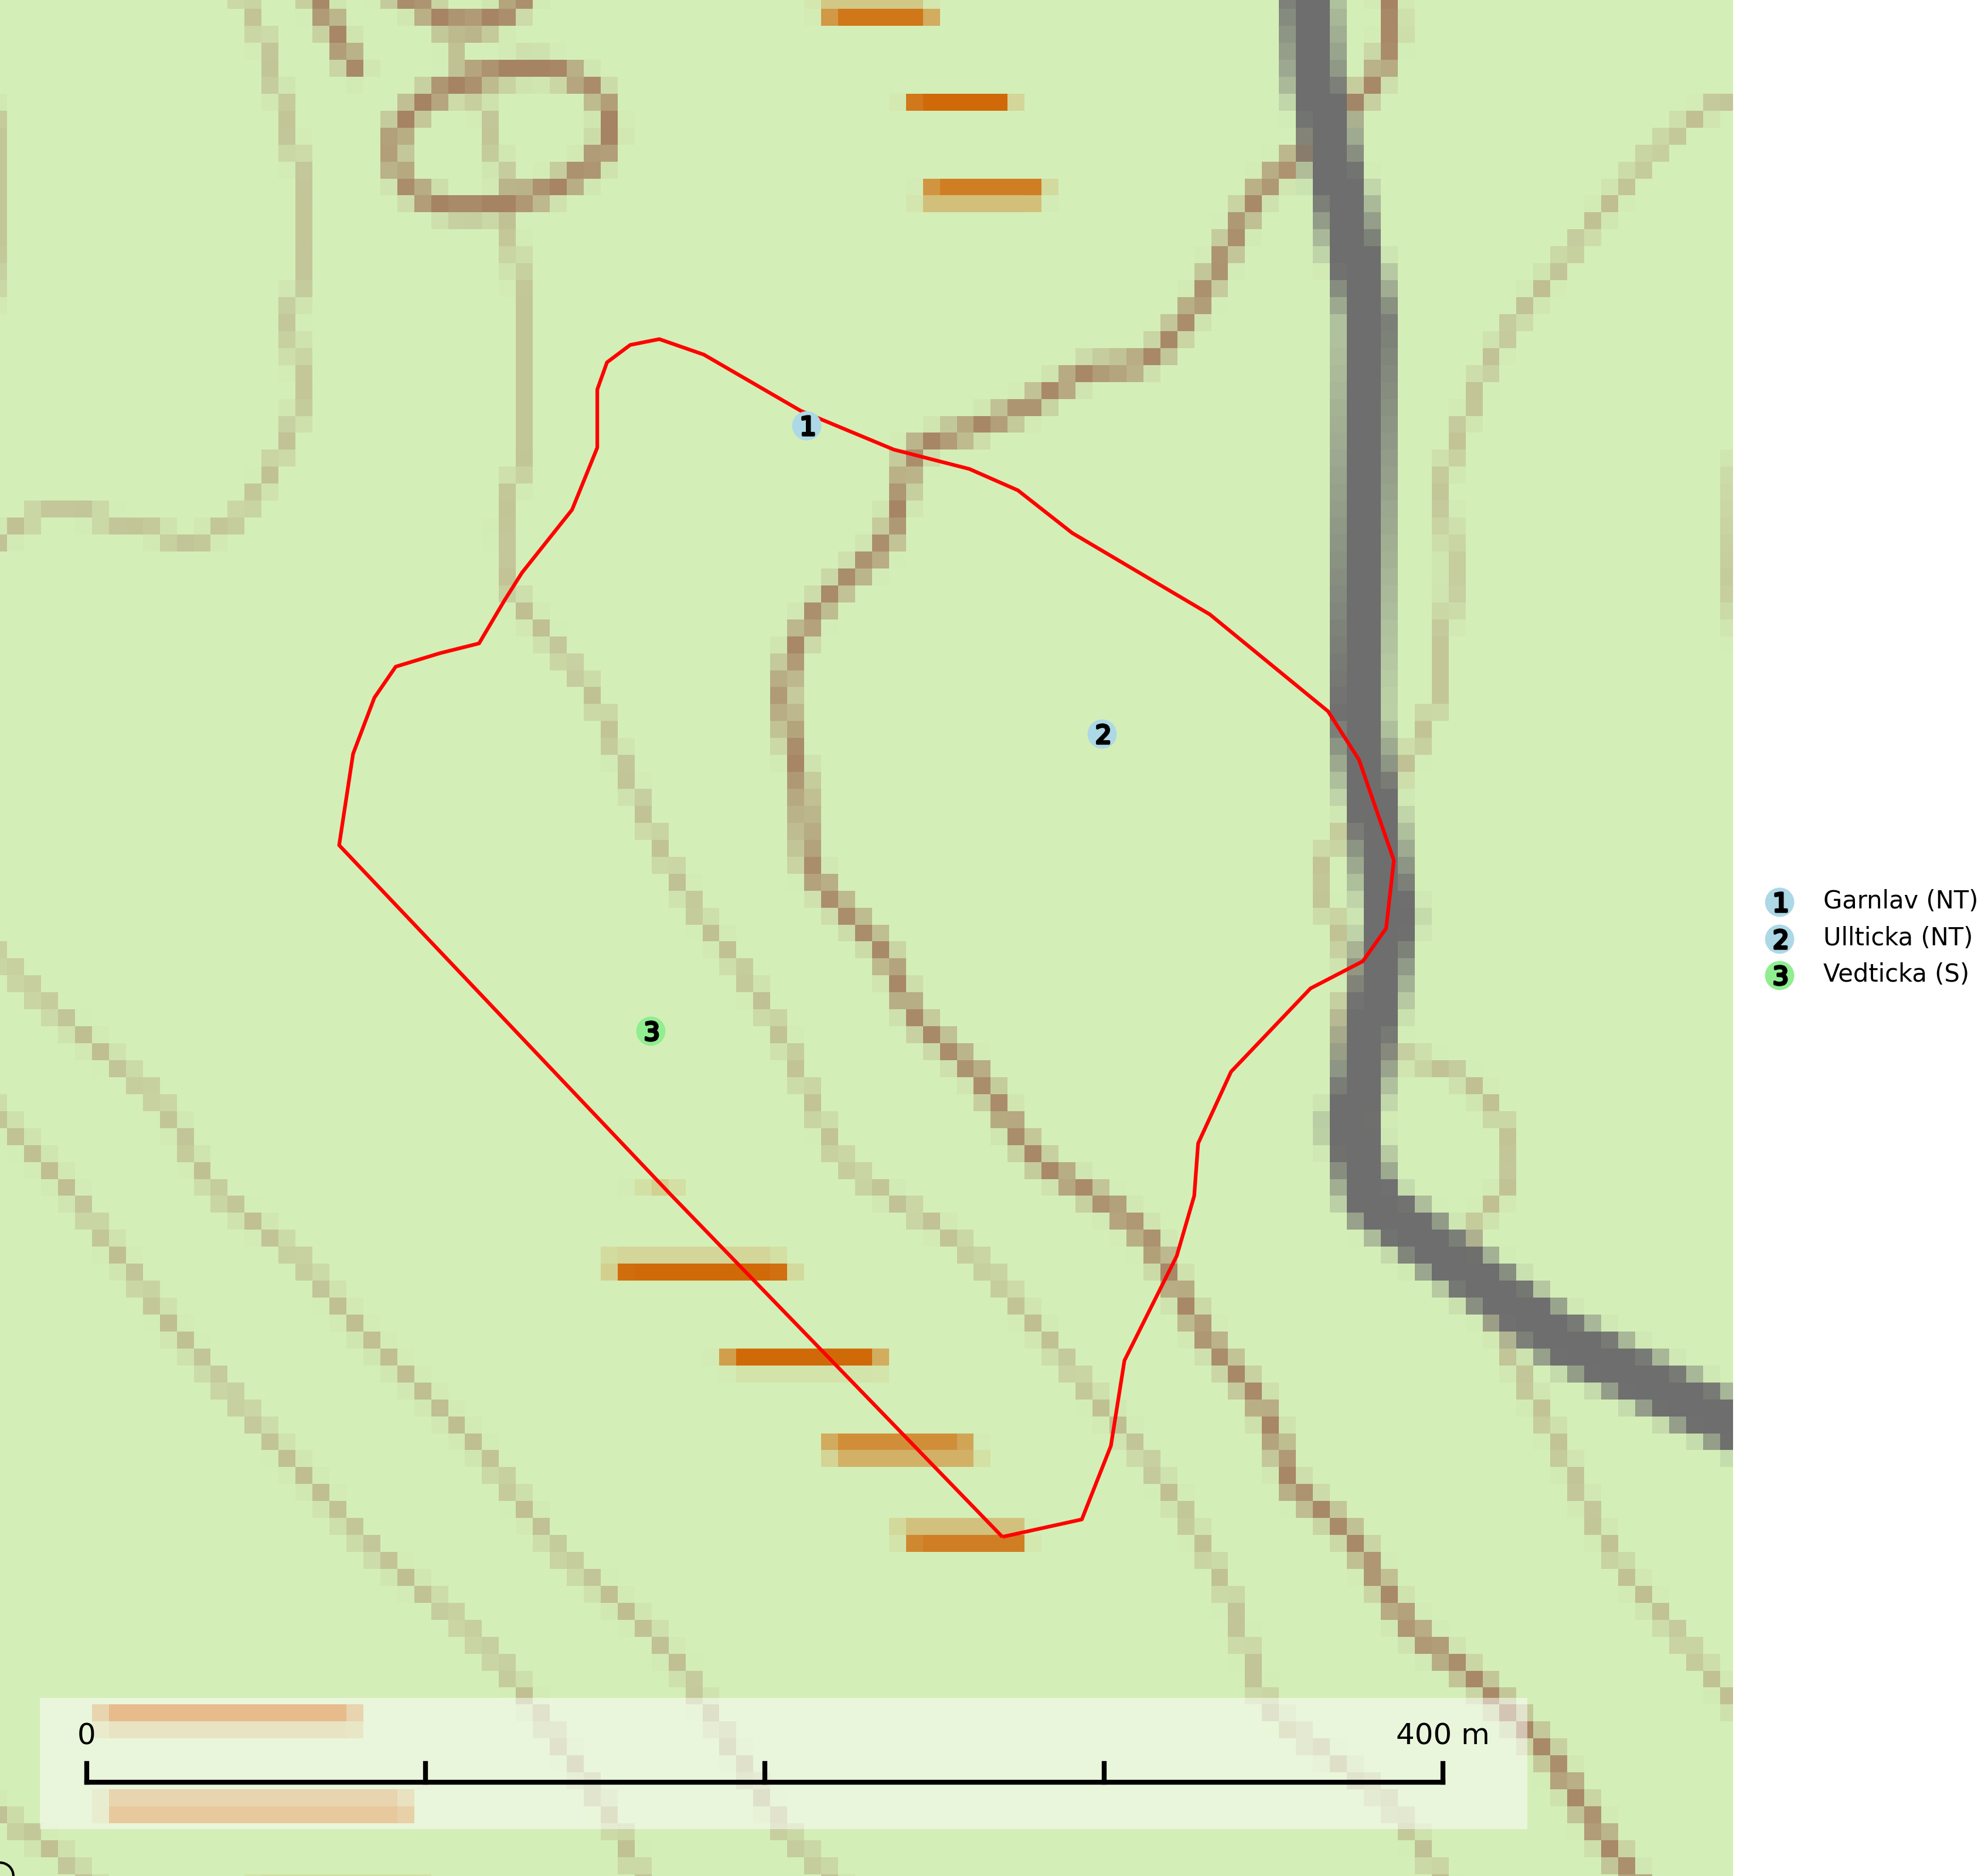 1
2
3
1 Garnlav (NT)
2 Ullticka (NT)
3 Vedticka (S)
0 400 m